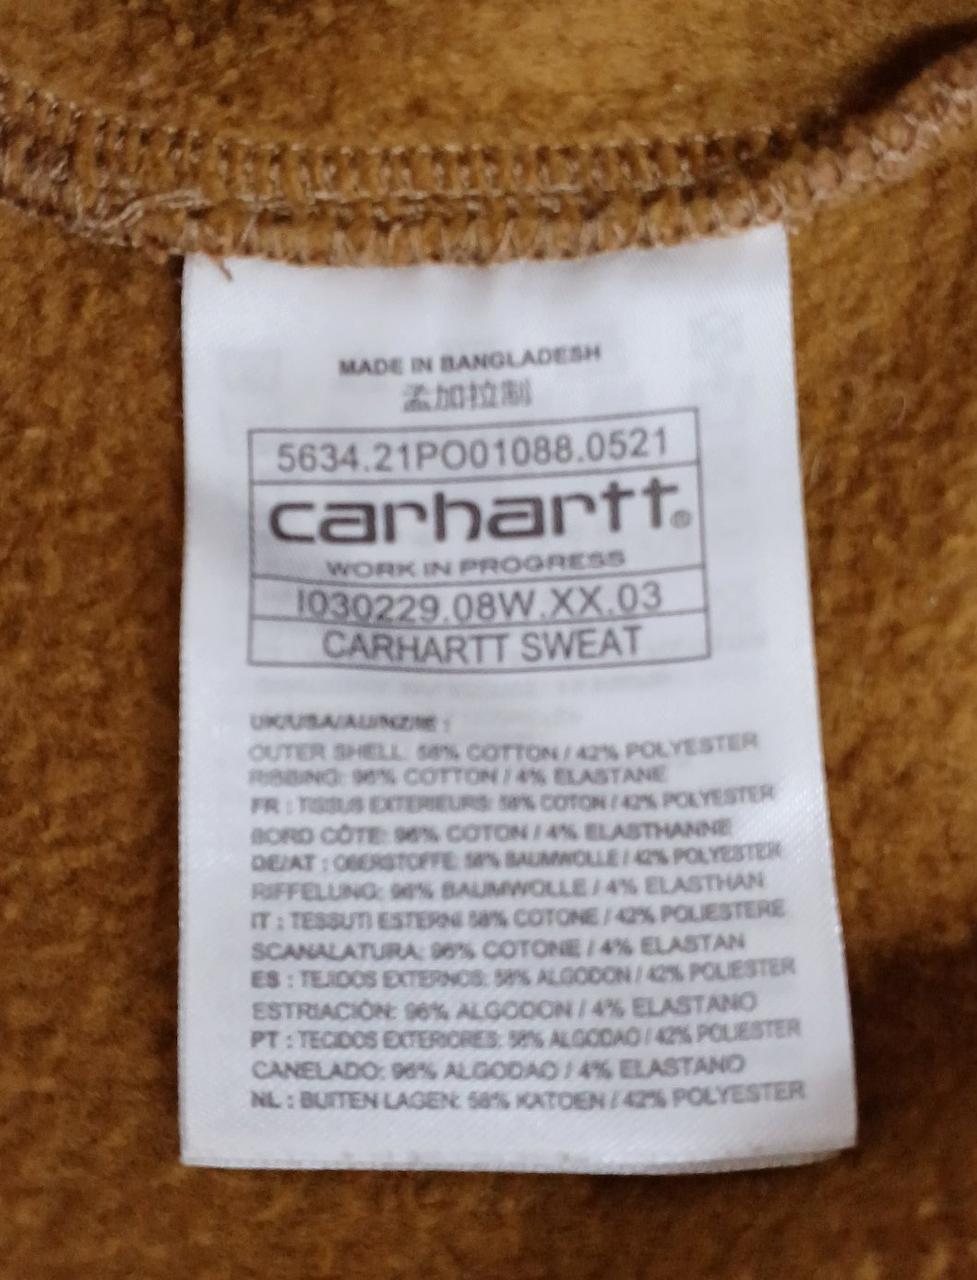 MADE IN BANGLADESH
孟加拉制
5634.21PO01088.0521
carhartt®
WORK IN PROGRESS
I030229.08W.XX.03
CARHARTT SWEAT
UK/USA/AU/NZ/IE :
OUTER SHELL: 58% COTTON / 42% POLYESTER
RIBBING: 96% COTTON / 4% ELASTANE
FR : TISSUS EXTERIEURS: 58% COTON / 42% POLYESTER
BORD CÔTE: 96% COTON / 4% ELASTHANNE
DE/AT : OBERSTOFFE: 58% BAUMWOLLE / 42% POLYESTER
RIFFELUNG: 96% BAUMWOLLE / 4% ELASTHAN
IT : TESSUTI ESTERNI 58% COTONE / 42% POLIESTERE
SCANALATURA: 96% COTONE / 4% ELASTAN
ES : TEJIDOS EXTERNOS: 58% ALGODON / 42% POLIESTER
ESTRIACIÓN: 96% ALGODON / 4% ELASTANO
PT : TECIDOS EXTERIORES: 58% ALGODAO / 42% POLIESTER
CANELADO: 96% ALGODAO / 4% ELASTANO
NL : BUITEN LAGEN: 58% KATOEN / 42% POLYESTER